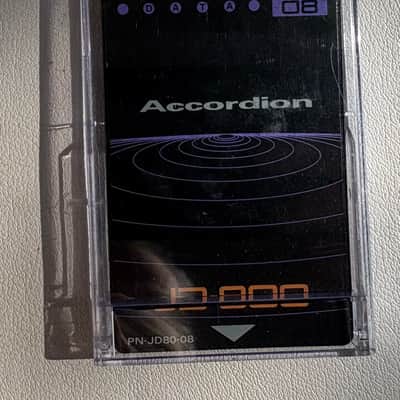 DATA 08
Accordion
JD-800
PN-JD80-08